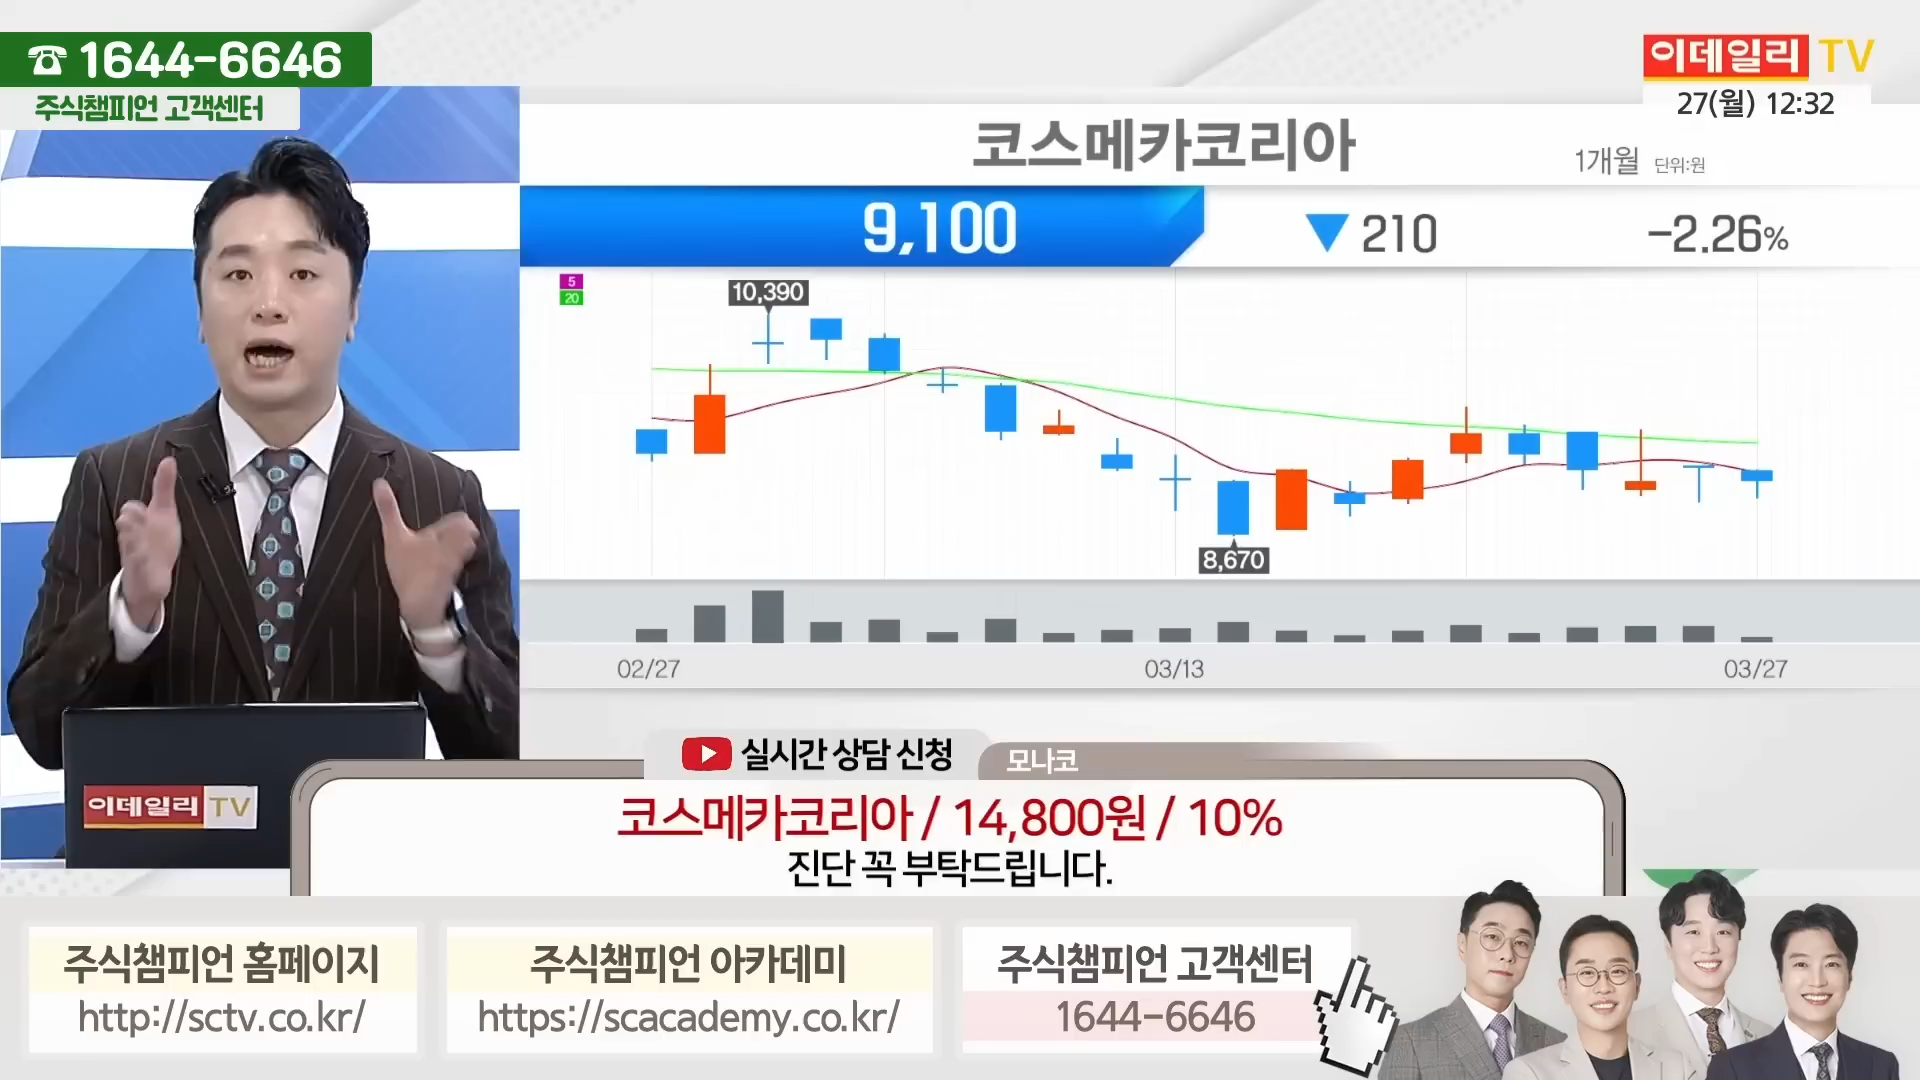 ☎ 1644-6646
주식챔피언 고객센터
이데일리 TV
27(월) 12:32
코스메카코리아
1개월 단위:원
9,100 ▼ 210 -2.26%
5
20
10,390
8,670
02/27 03/13 03/27
이데일리 TV
실시간 상담 신청 모나코
코스메카코리아 / 14,800원 / 10%
진단 꼭 부탁드립니다.
주식챔피언 홈페이지
http://sctv.co.kr/
주식챔피언 아카데미
https://scacademy.co.kr/
주식챔피언 고객센터
1644-6646